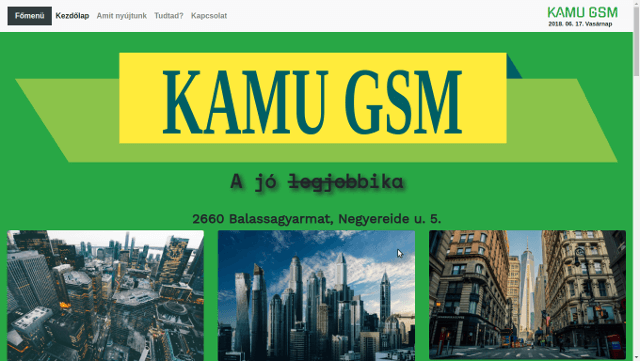 Főmenü Kezdőlap Amit nyújtunk Tudtad? Kapcsolat
KAMU GSM
2018. 06. 17. Vasárnap
KAMU GSM
A jó legjobbika
2660 Balassagyarmat, Negyereide u. 5.